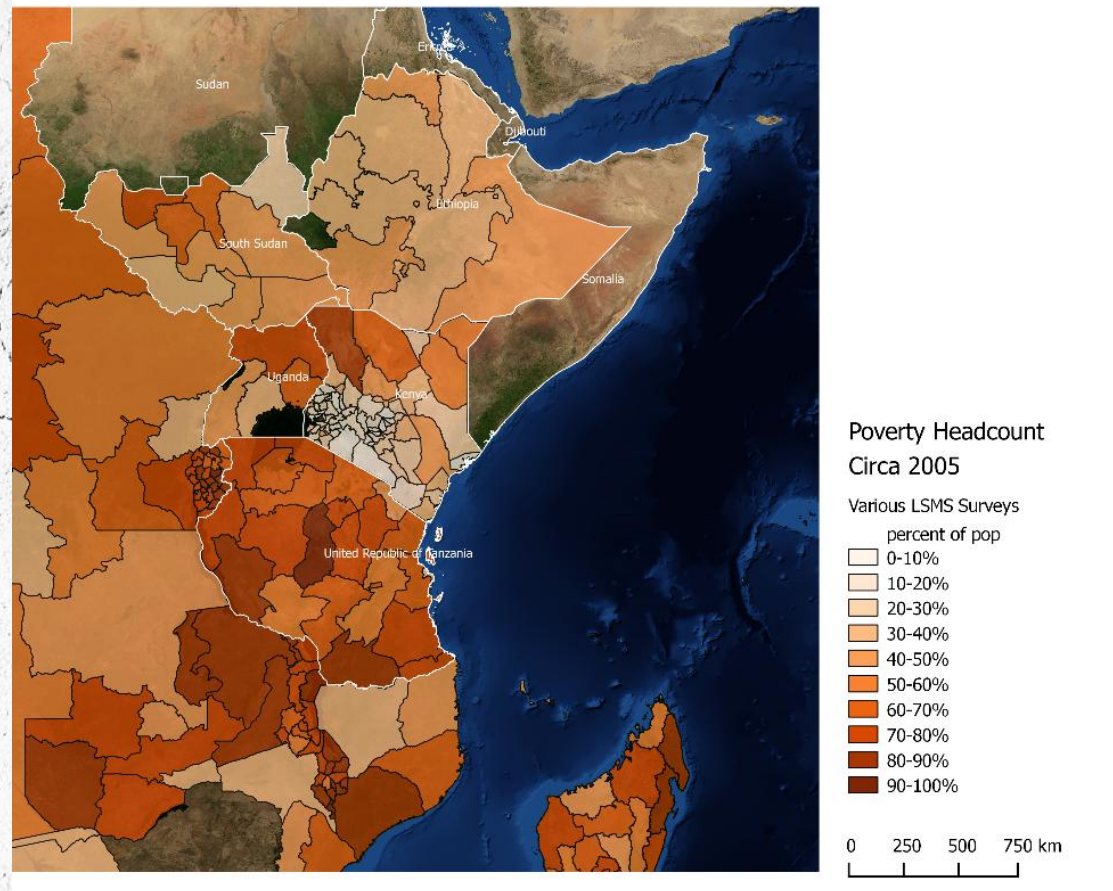 Eritrea
Sudan
Djibouti
Ethiopia
South Sudan
Somalia
Uganda
Kenya
United Republic of Tanzania
Poverty Headcount
Circa 2005
Various LSMS Surveys
percent of pop
0-10%
10-20%
20-30%
30-40%
40-50%
50-60%
60-70%
70-80%
80-90%
90-100%
0 250 500 750 km